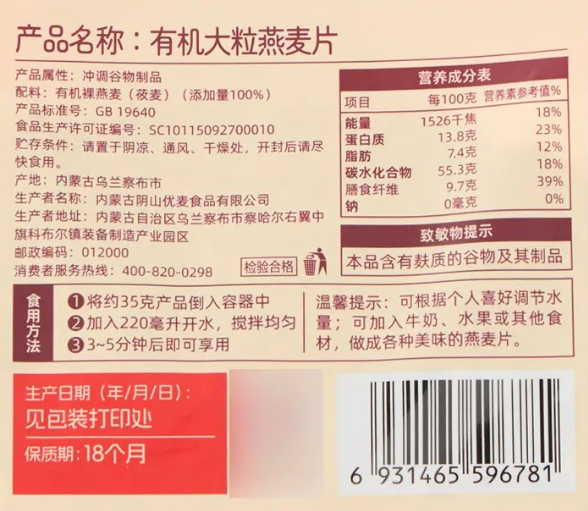 产品名称：有机大粒燕麦片
产品属性：冲调谷物制品
配料：有机裸燕麦（莜麦）（添加量100%）
产品标准号：GB 19640
食品生产许可证编号：SC10115092700010
贮存条件：请置于阴凉、通风、干燥处，开封后请尽
快食用。
产地：内蒙古乌兰察布市
生产者名称：内蒙古阴山优麦食品有限公司
生产者地址：内蒙古自治区乌兰察布市察哈尔右翼中
旗科布尔镇装备制造产业园区
邮政编码：012000
消费者服务热线：400-820-0298
检验合格
营养成分表
项目 每100克 营养素参考值%
能量 1526千焦 18%
蛋白质 13.8克 23%
脂肪 7.4克 12%
碳水化合物 55.3克 18%
膳食纤维 9.7克 39%
钠 0毫克 0%
致敏物提示
本品含有麸质的谷物及其制品
食用方法
1 将约35克产品倒入容器中
2 加入220毫升开水，搅拌均匀
3 3~5分钟后即可享用
温馨提示：可根据个人喜好调节水
量；可加入牛奶、水果或其他食
材，做成各种美味的燕麦片。
生产日期（年/月/日）：
见包装打印处
保质期：18个月
6 931465 596781